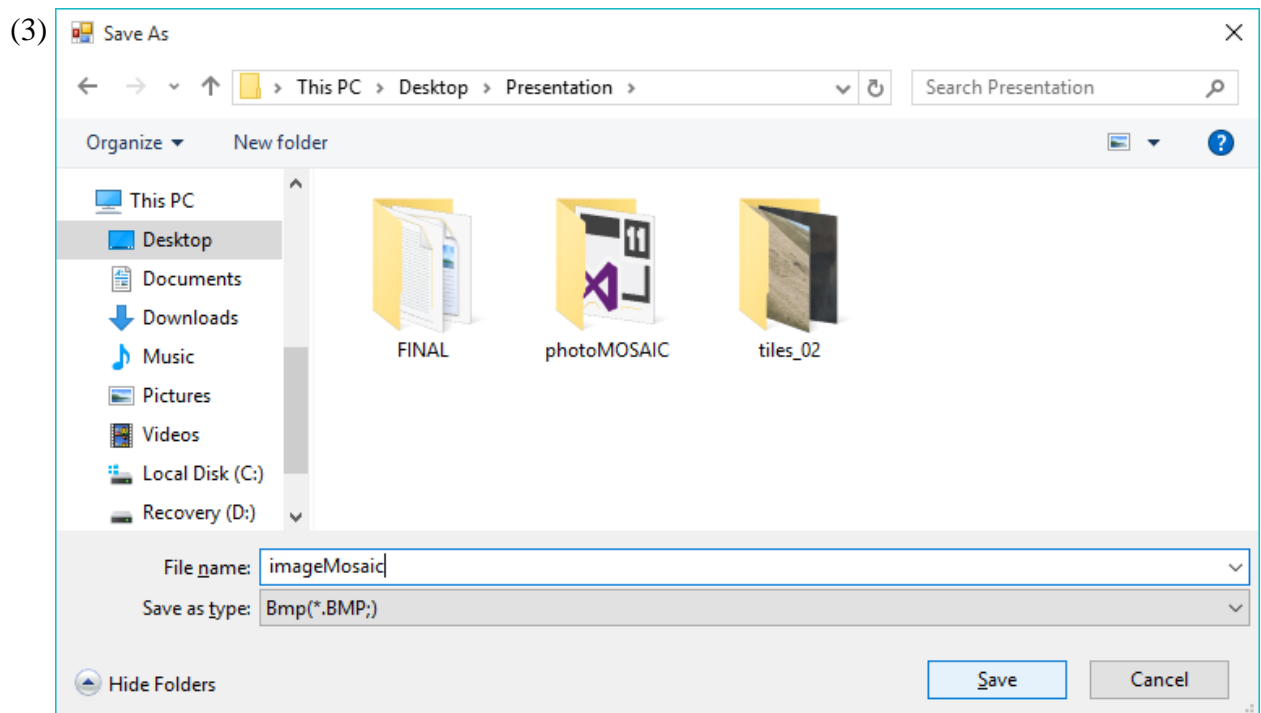 (3)
Save As
This PC > Desktop > Presentation >
Search Presentation
Organize
New folder
This PC
Desktop
Documents
Downloads
Music
Pictures
Videos
Local Disk (C:)
Recovery (D:)
11
FINAL
photoMOSAIC
tiles_02
File name: imageMosaic
Save as type: Bmp(*.BMP;)
Hide Folders
Save
Cancel